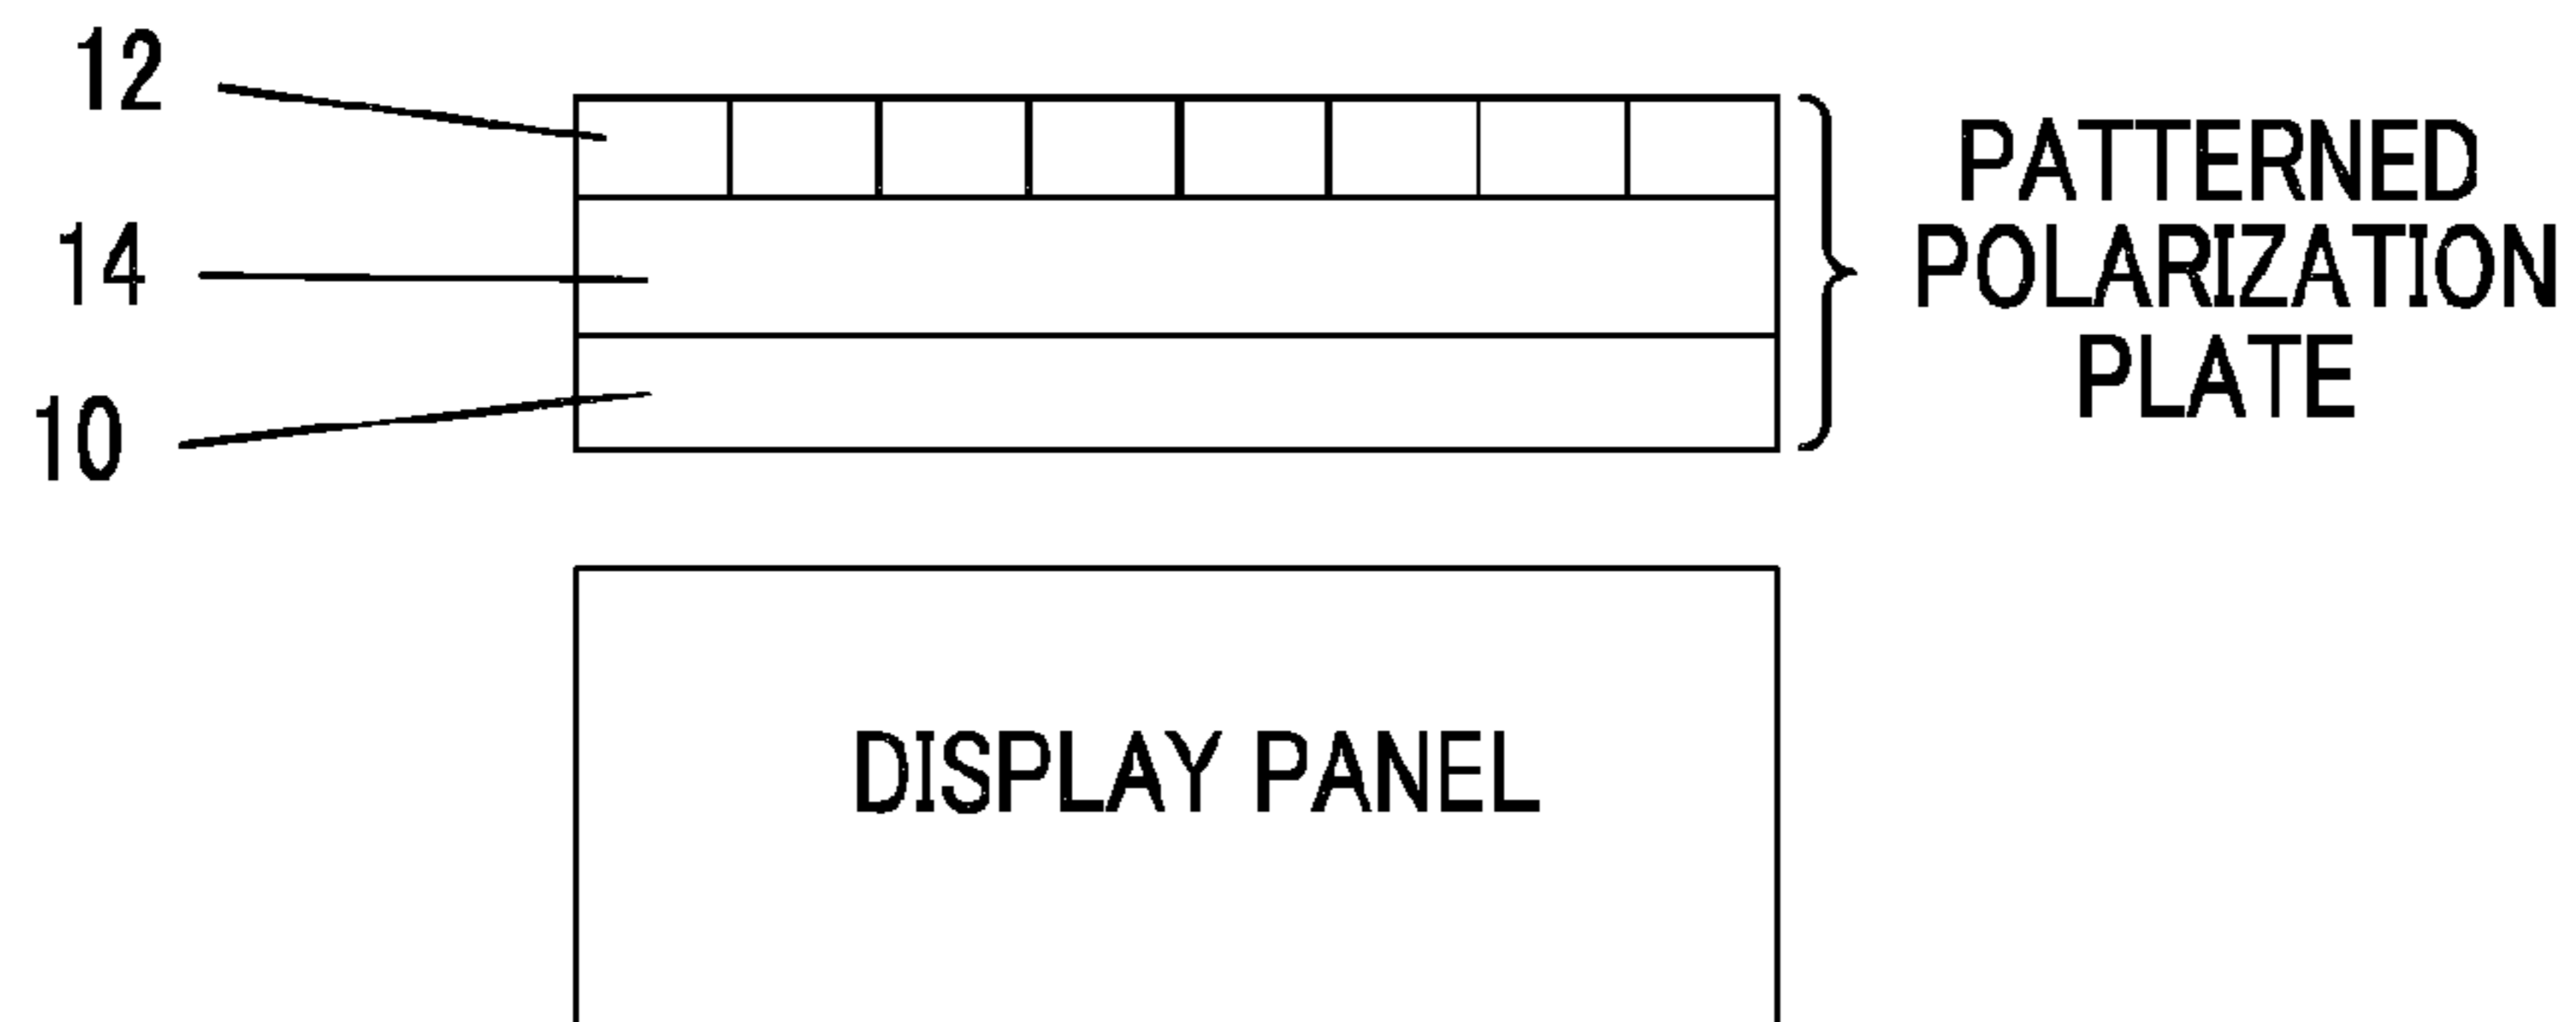 12
14
10
PATTERNED
POLARIZATION
PLATE
DISPLAY PANEL